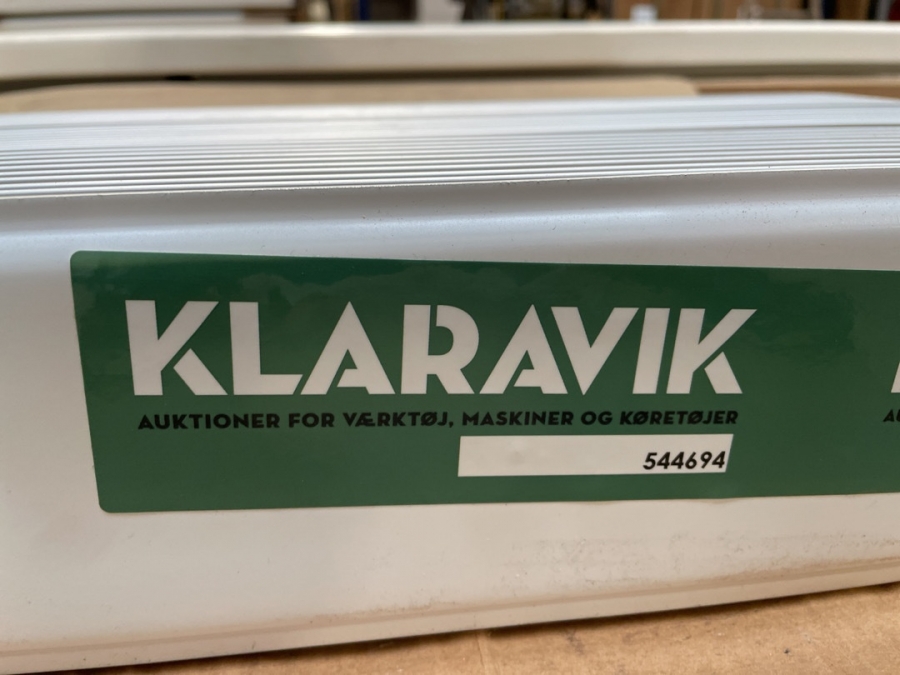 KLARAVIK
AUKTIONER FOR VÆRKTØJ, MASKINER OG KØRETØJER
544694